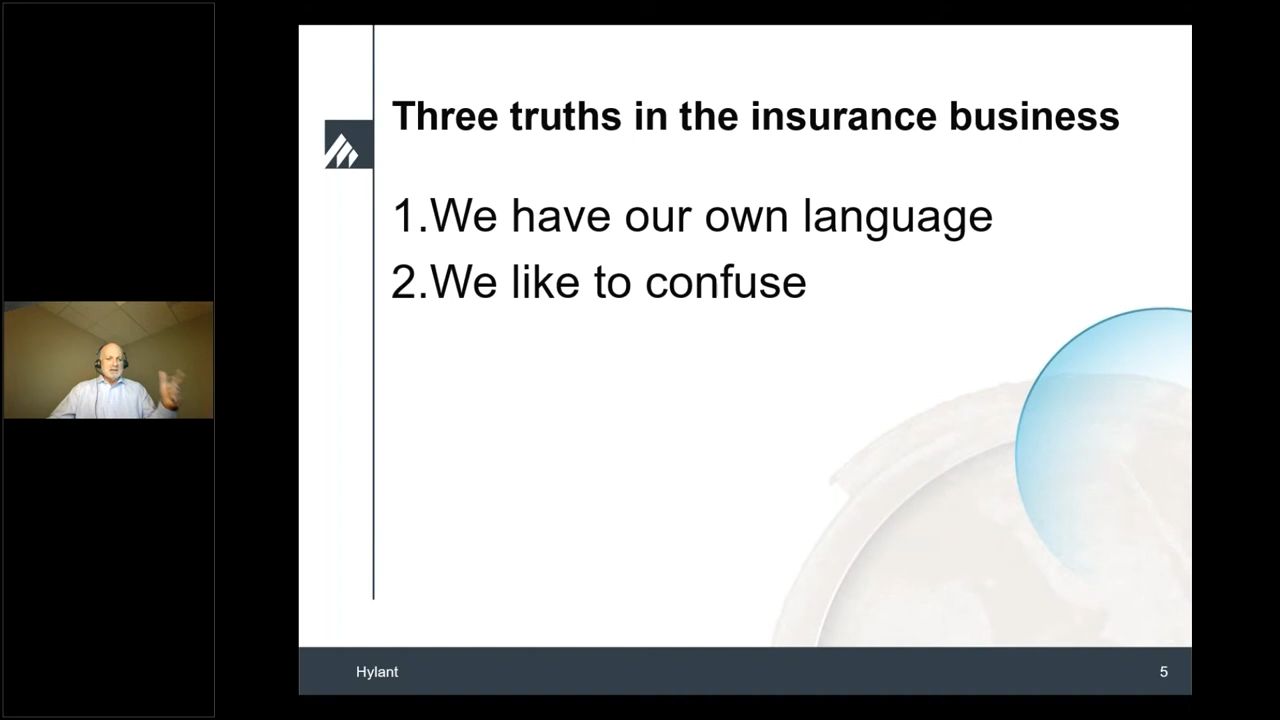 Three truths in the insurance business
1.We have our own language
2.We like to confuse
Hylant
5